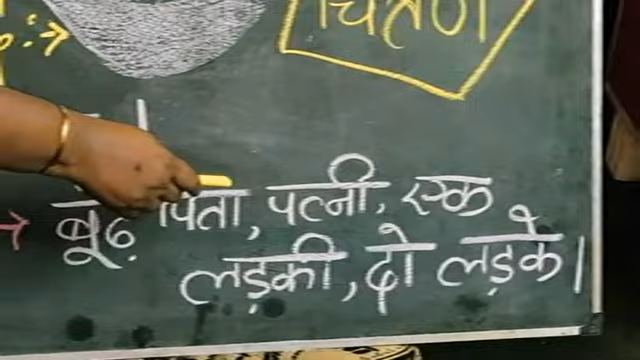 चित्रण
बूढ़े पिता, पत्नी, एक
लड़की, दो लड़के।